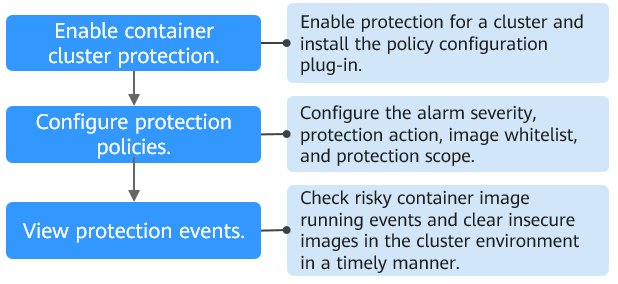 Enable container
cluster protection.
Enable protection for a cluster and
install the policy configuration
plug-in.
Configure protection
policies.
Configure the alarm severity,
protection action, image whitelist,
and protection scope.
View protection events.
Check risky container image
running events and clear insecure
images in the cluster environment
in a timely manner.